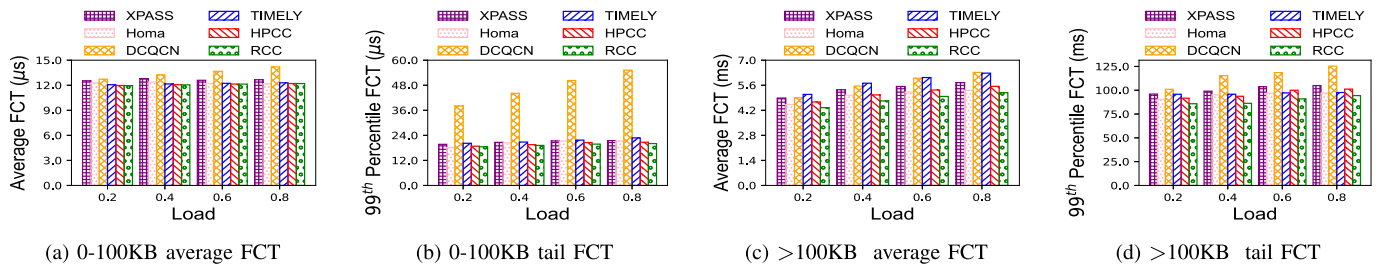 XPASS TIMELY
Homa HPCC
DCQCN RCC
Average FCT (μs)
15.0
12.0
9.0
6.0
3.0
0.0
0.2 0.4 0.6 0.8
Load
(a) 0-100KB average FCT
XPASS TIMELY
Homa HPCC
DCQCN RCC
99th Percentile FCT (μs)
60.0
48.0
36.0
24.0
12.0
0.0
0.2 0.4 0.6 0.8
Load
(b) 0-100KB tail FCT
XPASS TIMELY
Homa HPCC
DCQCN RCC
Average FCT (ms)
7.0
5.6
4.2
2.8
1.4
0.0
0.2 0.4 0.6 0.8
Load
(c) >100KB average FCT
XPASS TIMELY
Homa HPCC
DCQCN RCC
99th Percentile FCT (ms)
125.0
100.0
75.0
50.0
25.0
0.0
0.2 0.4 0.6 0.8
Load
(d) >100KB tail FCT